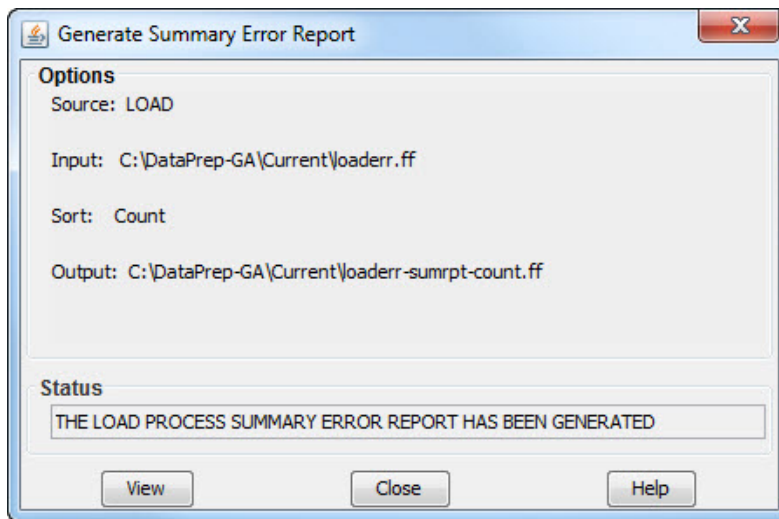 Generate Summary Error Report
Options
Source: LOAD
Input: C:\DataPrep-GA\Current\loaderr.ff
Sort: Count
Output: C:\DataPrep-GA\Current\loaderr-sumrpt-count.ff
Status
THE LOAD PROCESS SUMMARY ERROR REPORT HAS BEEN GENERATED
View Close Help